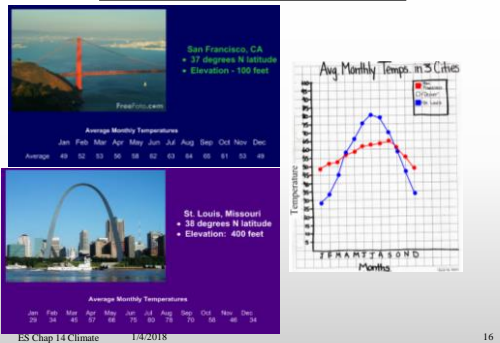 San Francisco, CA
• 37 degrees N latitude
• Elevation - 100 feet
FreeFoto.com
Average Monthly Temperatures
Jan Feb Mar Apr May Jun Jul Aug Sep Oct Nov Dec
Average 49 52 53 56 58 62 63 64 65 61 53 49
St. Louis, Missouri
• 38 degrees N latitude
• Elevation: 400 feet
Average Monthly Temperatures
Jan Feb Mar Apr May Jun Jul Aug Sep Oct Nov Dec
29 34 45 57 66 75 80 78 70 58 46 34
Avg. Monthly Temps. in 3 Cities
St. Louis
Temperature
J F M A M J J A S O N D
Months
ES Chap 14 Climate 1/4/2018 16